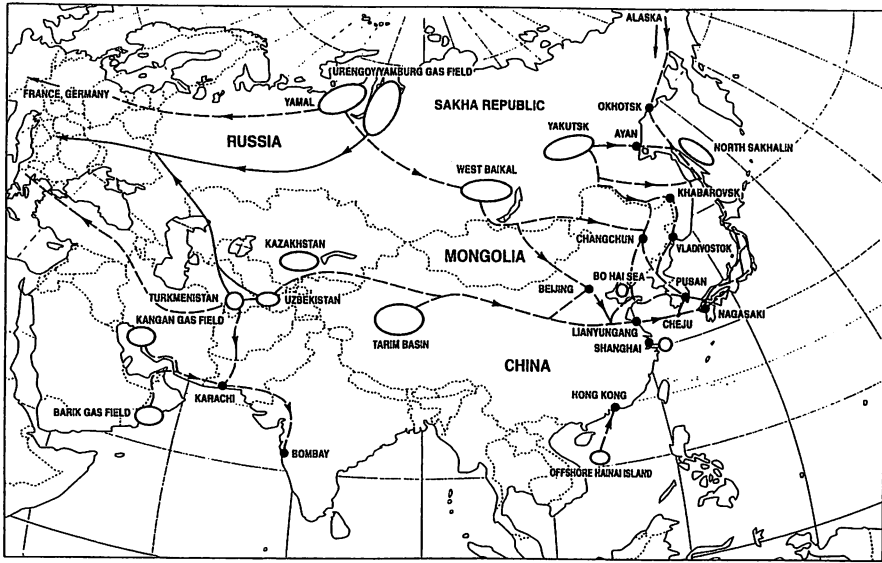 ALASKA
URENGOY/YAMBURG GAS FIELD
FRANCE, GERMANY
YAMAL
SAKHA REPUBLIC
OKHOTSK
RUSSIA
YAKUTSK
AYAN
NORTH SAKHALIN
WEST BAIKAL
KHABAROVSK
CHANGCHUN
VLADIVOSTOK
KAZAKHSTAN
MONGOLIA
BO HAI SEA
BEIJING
PUSAN
TURKMENISTAN
UZBEKISTAN
NAGASAKI
KANGAN GAS FIELD
LIANYUNGANG
CHEJU
TARIM BASIN
SHANGHAI
CHINA
KARACHI
HONG KONG
BARIK GAS FIELD
BOMBAY
OFFSHORE HAINAI ISLAND